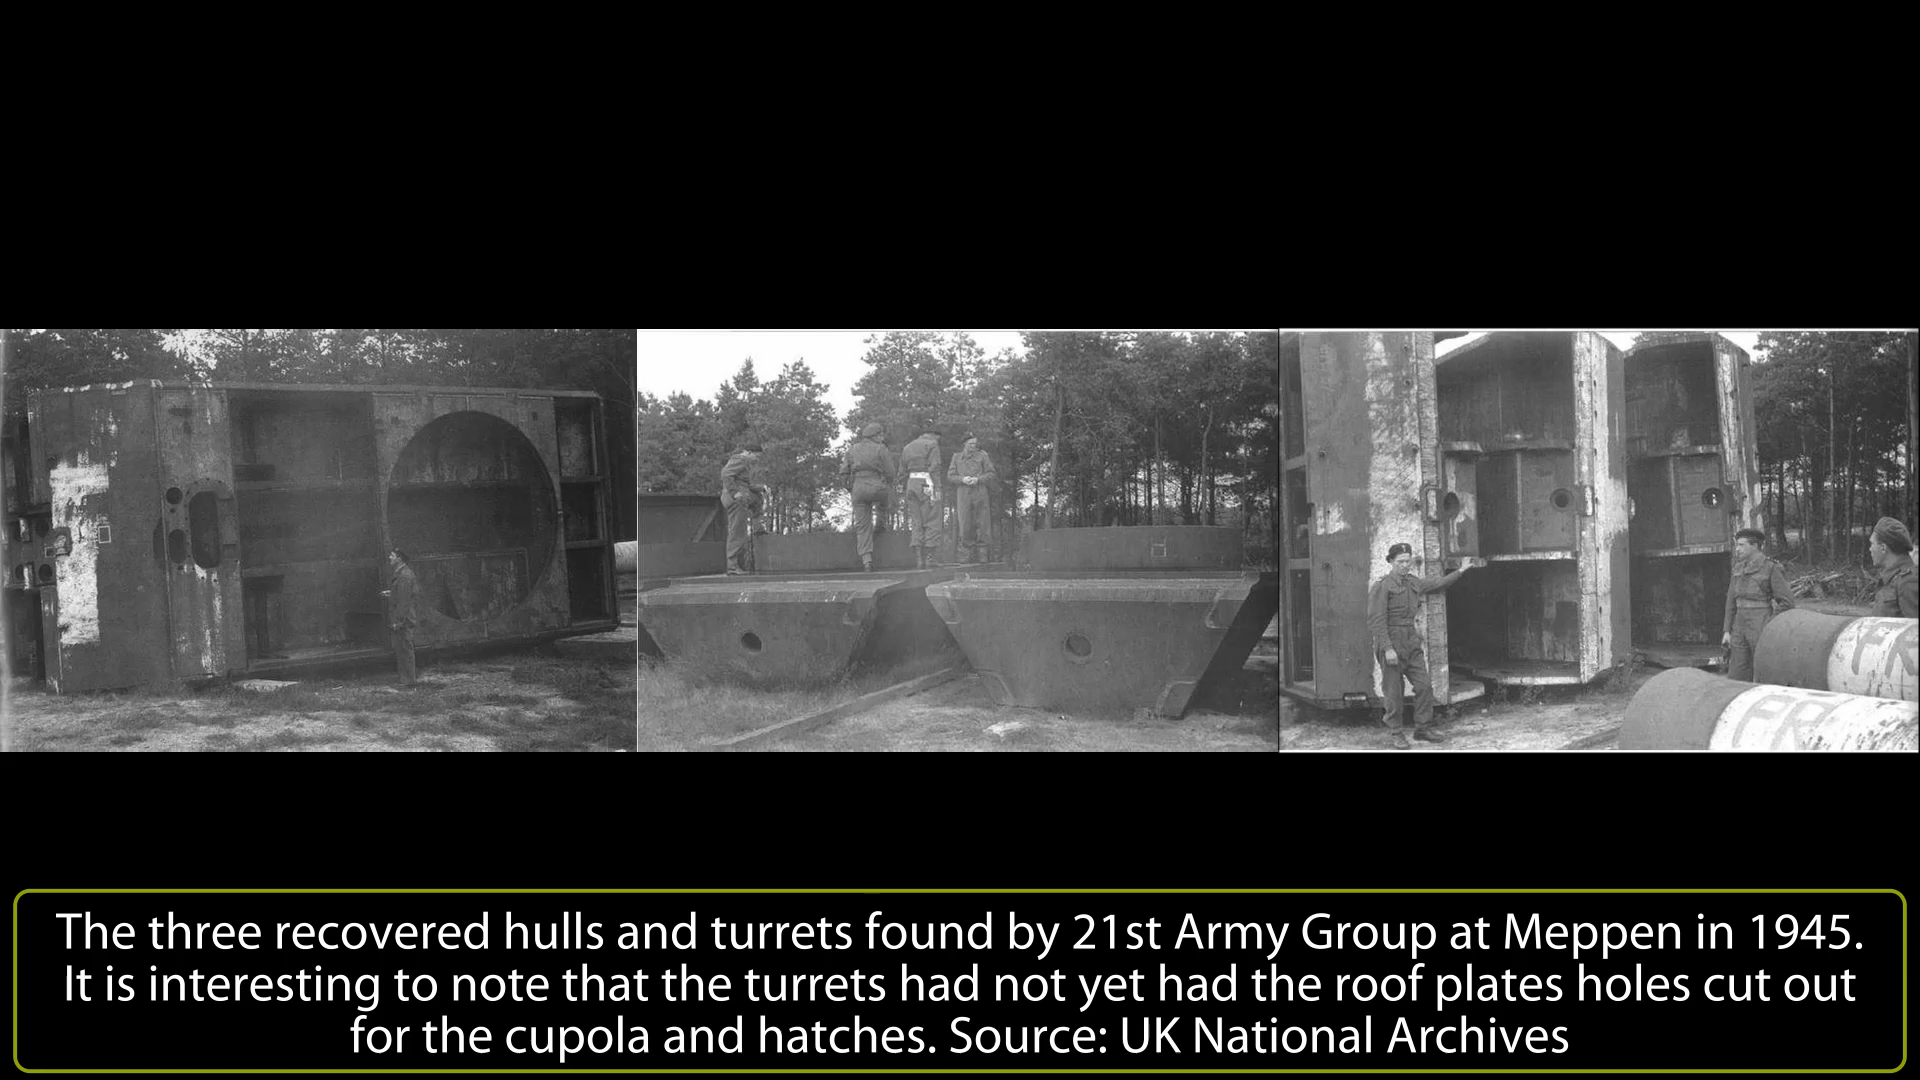 FR
FR
The three recovered hulls and turrets found by 21st Army Group at Meppen in 1945.
It is interesting to note that the turrets had not yet had the roof plates holes cut out
for the cupola and hatches. Source: UK National Archives